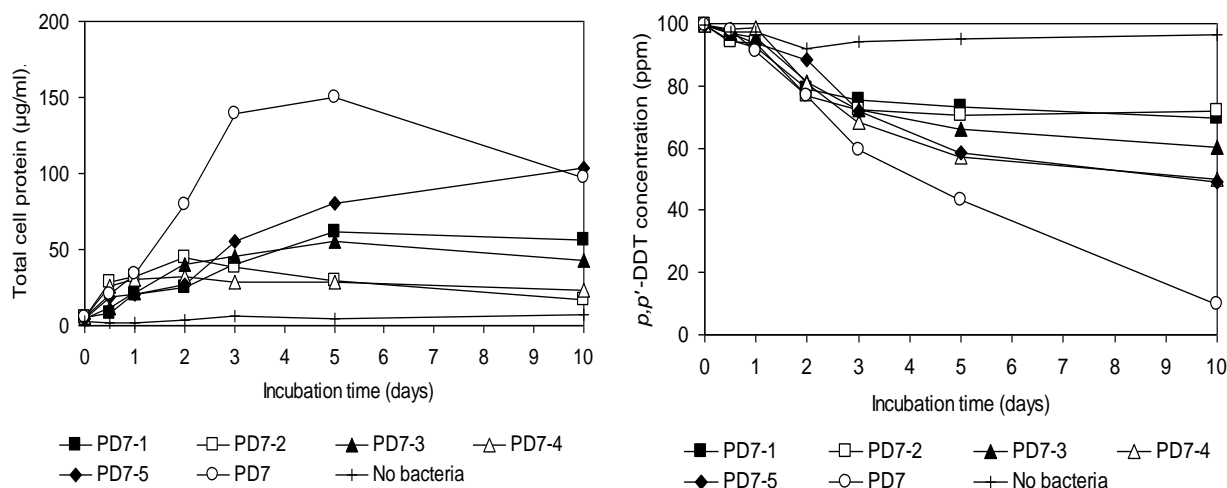 200
150
100
50
0
Total cell protein (µg/ml).
0 1 2 3 4 5 6 7 8 9 10
Incubation time (days)
PD7-1 PD7-2 PD7-3 PD7-4
PD7-5 PD7 No bacteria
100
80
60
40
20
0
p,p'-DDT concentration (ppm)
0 1 2 3 4 5 6 7 8 9 10
Incubation time (days)
PD7-1 PD7-2 PD7-3 PD7-4
PD7-5 PD7 No bacteria